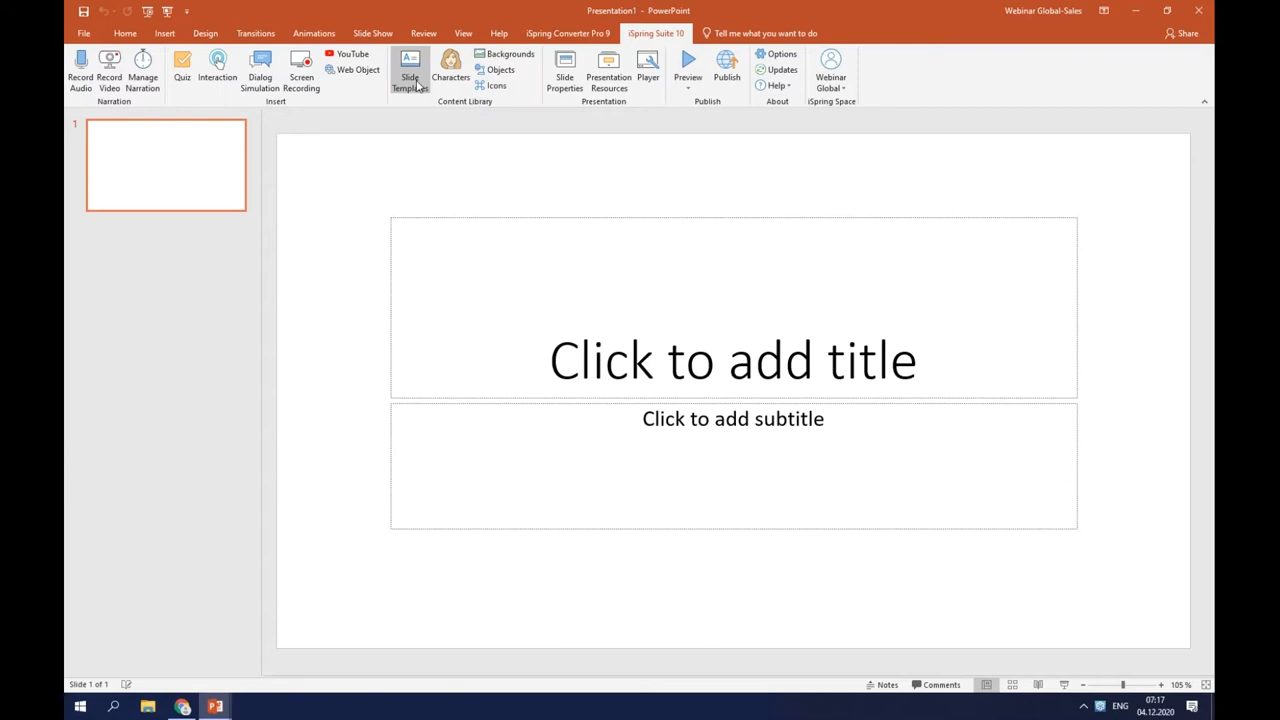 Presentation1 - PowerPoint
Webinar Global-Sales
File Home Insert Design Transitions Animations Slide Show Review View Help iSpring Converter Pro 9 iSpring Suite 10 Tell me what you want to do Share
Record Audio
Record Video
Manage Narration
Narration
Quiz
Interaction
Dialog Simulation
Screen Recording
YouTube
Web Object
Insert
Slide Templates
Characters
Backgrounds
Objects
Icons
Content Library
Slide Properties
Presentation Resources
Player
Presentation
Preview
Publish
Publish
Options
Updates
Help
About
Webinar Global
iSpring Space
1
Click to add title
Click to add subtitle
Slide 1 of 1
Notes
Comments
105 %
ENG
07:17
04.12.2020